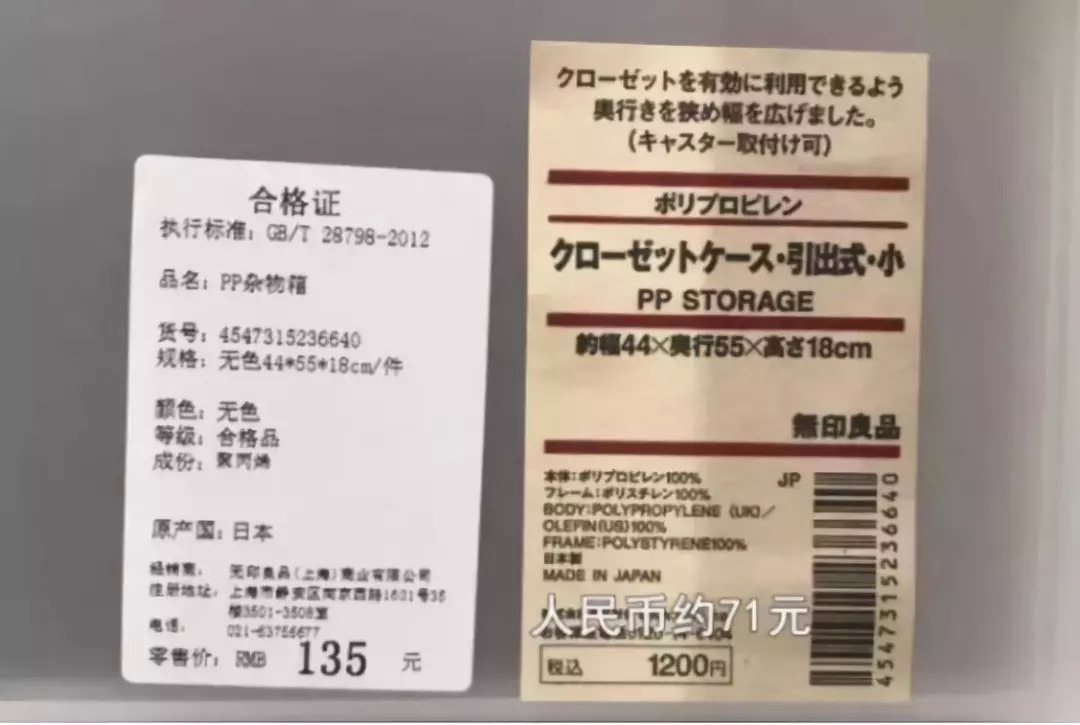 合格证
执行标准: GB/T 28798-2012
品名: PP杂物箱
货号: 4547315236640
规格: 无色44*55*18cm/件
颜色: 无色
等级: 合格品
成份: 聚丙烯
原产国: 日本
经销商: 无印良品(上海)商业有限公司
注册地址: 上海市静安区南京西路1601号35
楼3501-3508室
电话: 021-63756677
零售价: RMB 135 元
クローゼットを有効に利用できるよう
奥行きを狭め幅を広げました。
(キャスター取付け可)
ポリプロピレン
クローゼットケース・引出式・小
PP STORAGE
約幅44×奥行55×高さ18cm
無印良品
本体:ポリプロピレン100%
フレーム:ポリスチレン100%
BODY:POLYPROPYLENE (UK)/
OLEFIN(US)100%
FRAME:POLYSTYRENE100%
日本製
MADE IN JAPAN
JP
4547315236640
人民币约71元
税込 1200円